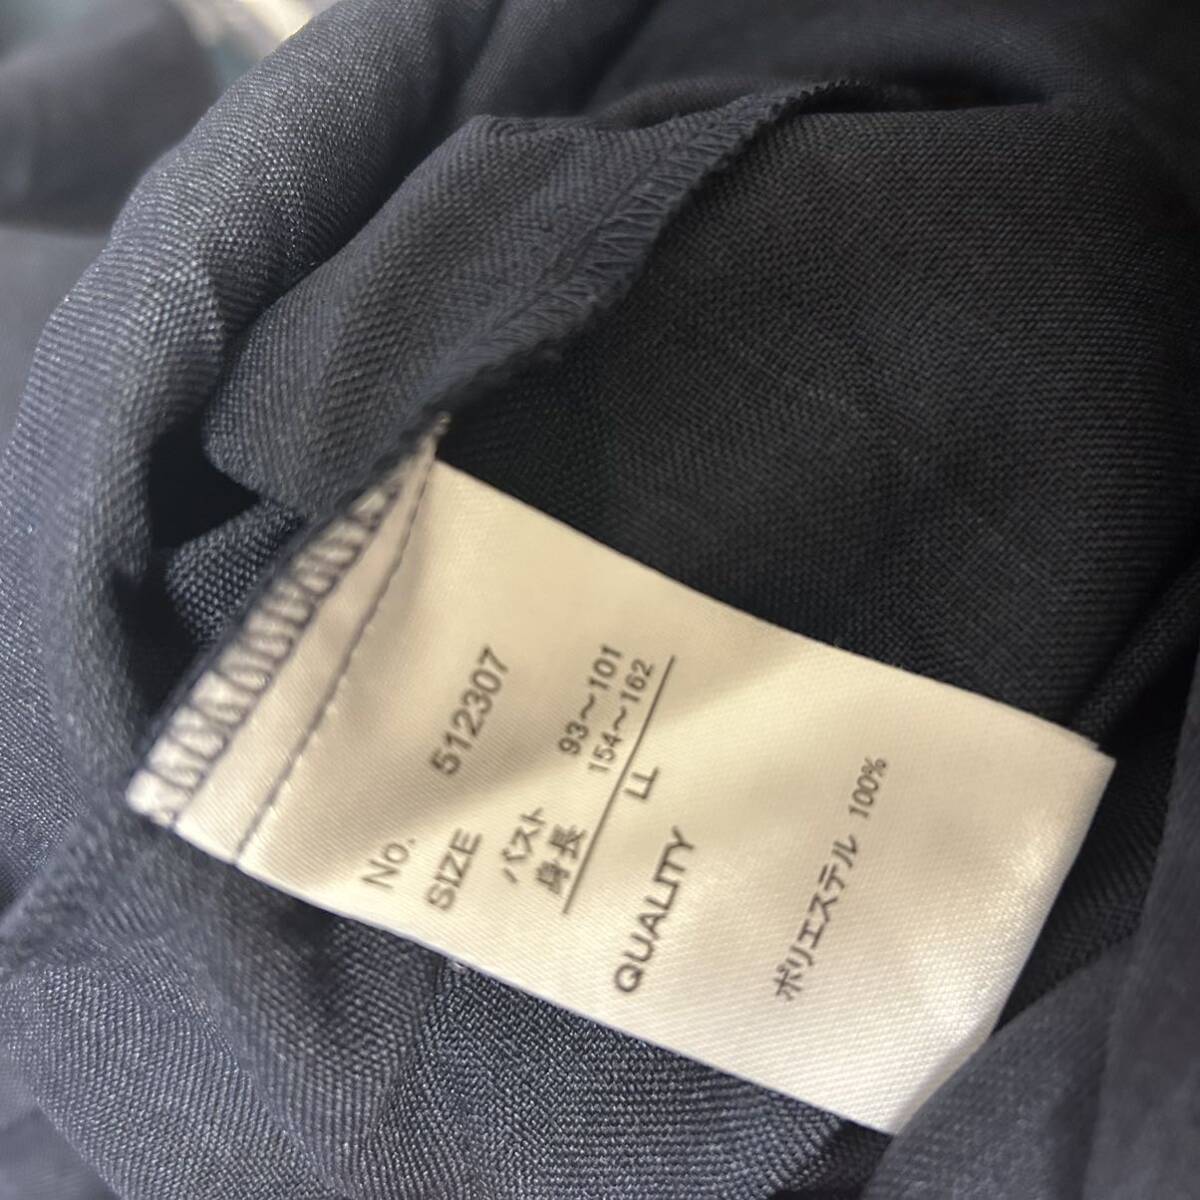 No. 512307
SIZE
バスト 93～101
身長 154～162
LL
QUALITY
ポリエステル 100%